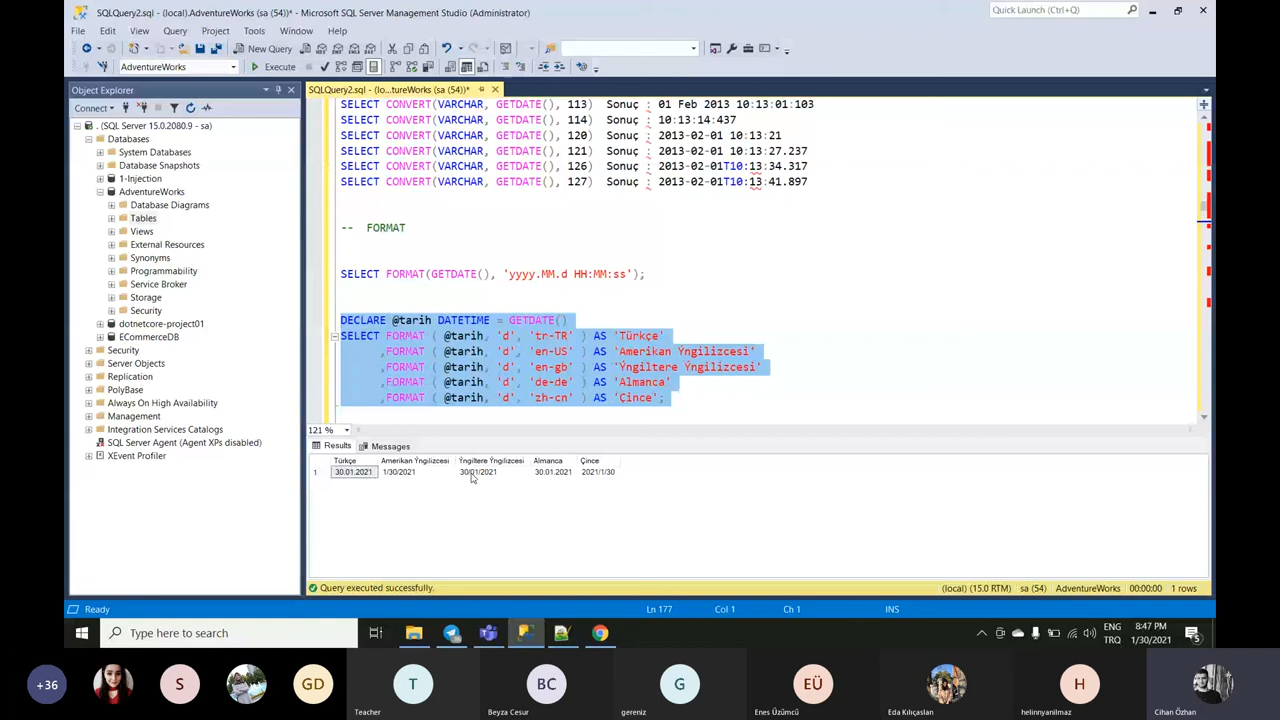 SQLQuery2.sql - (local).AdventureWorks (sa (54))* - Microsoft SQL Server Management Studio (Administrator)
Quick Launch (Ctrl+Q)
File Edit View Query Project Tools Window Help
New Query
AdventureWorks Execute
Object Explorer
SQLQuery2.sql - (lo...tureWorks (sa (54))*
Connect
. (SQL Server 15.0.2080.9 - sa)
Databases
System Databases
Database Snapshots
1-Injection
AdventureWorks
Database Diagrams
Tables
Views
External Resources
Synonyms
Programmability
Service Broker
Storage
Security
dotnetcore-project01
ECommerceDB
Security
Server Objects
Replication
PolyBase
Always On High Availability
Management
Integration Services Catalogs
SQL Server Agent (Agent XPs disabled)
XEvent Profiler
SELECT CONVERT(VARCHAR, GETDATE(), 113) Sonuç : 01 Feb 2013 10:13:01:103
SELECT CONVERT(VARCHAR, GETDATE(), 114) Sonuç : 10:13:14:437
SELECT CONVERT(VARCHAR, GETDATE(), 120) Sonuç : 2013-02-01 10:13:21
SELECT CONVERT(VARCHAR, GETDATE(), 121) Sonuç : 2013-02-01 10:13:27.237
SELECT CONVERT(VARCHAR, GETDATE(), 126) Sonuç : 2013-02-01T10:13:34.317
SELECT CONVERT(VARCHAR, GETDATE(), 127) Sonuç : 2013-02-01T10:13:41.897
-- FORMAT
SELECT FORMAT(GETDATE(), 'yyyy.MM.d HH:MM:ss');
DECLARE @tarih DATETIME = GETDATE()
SELECT FORMAT ( @tarih, 'd', 'tr-TR' ) AS 'Türkçe'
,FORMAT ( @tarih, 'd', 'en-US' ) AS 'Amerikan Ýngilizcesi'
,FORMAT ( @tarih, 'd', 'en-gb' ) AS 'Ýngiltere Ýngilizcesi'
,FORMAT ( @tarih, 'd', 'de-de' ) AS 'Almanca'
,FORMAT ( @tarih, 'd', 'zh-cn' ) AS 'Çince';
121 %
Results Messages
Türkçe Amerikan Ýngilizcesi Ýngiltere Ýngilizcesi Almanca Çince
1 30.01.2021 1/30/2021 30/01/2021 30.01.2021 2021/1/30
Query executed successfully. (local) (15.0 RTM) sa (54) AdventureWorks 00:00:00 1 rows
Ready Ln 177 Col 1 Ch 1 INS
Type here to search
ENG
TRQ
8:47 PM
1/30/2021
5
+36 S GD T BC G EÜ H
Teacher Beyza Cesur gereniz Enes Üzümcü Eda Kılıçaslan helinnyanilmaz Cihan Özhan